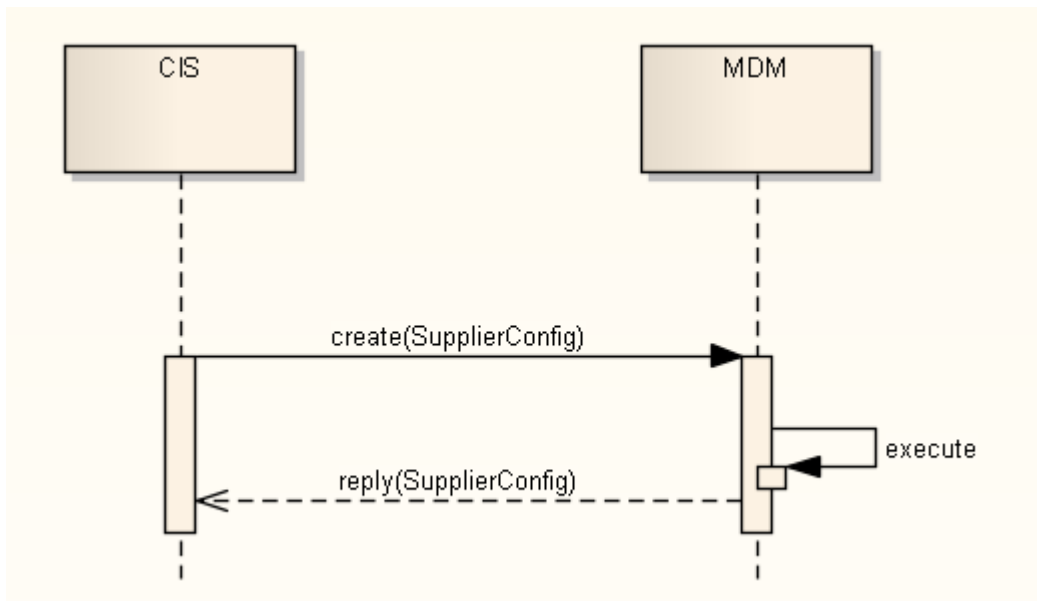 CIS
MDM
create(SupplierConfig)
execute
reply(SupplierConfig)